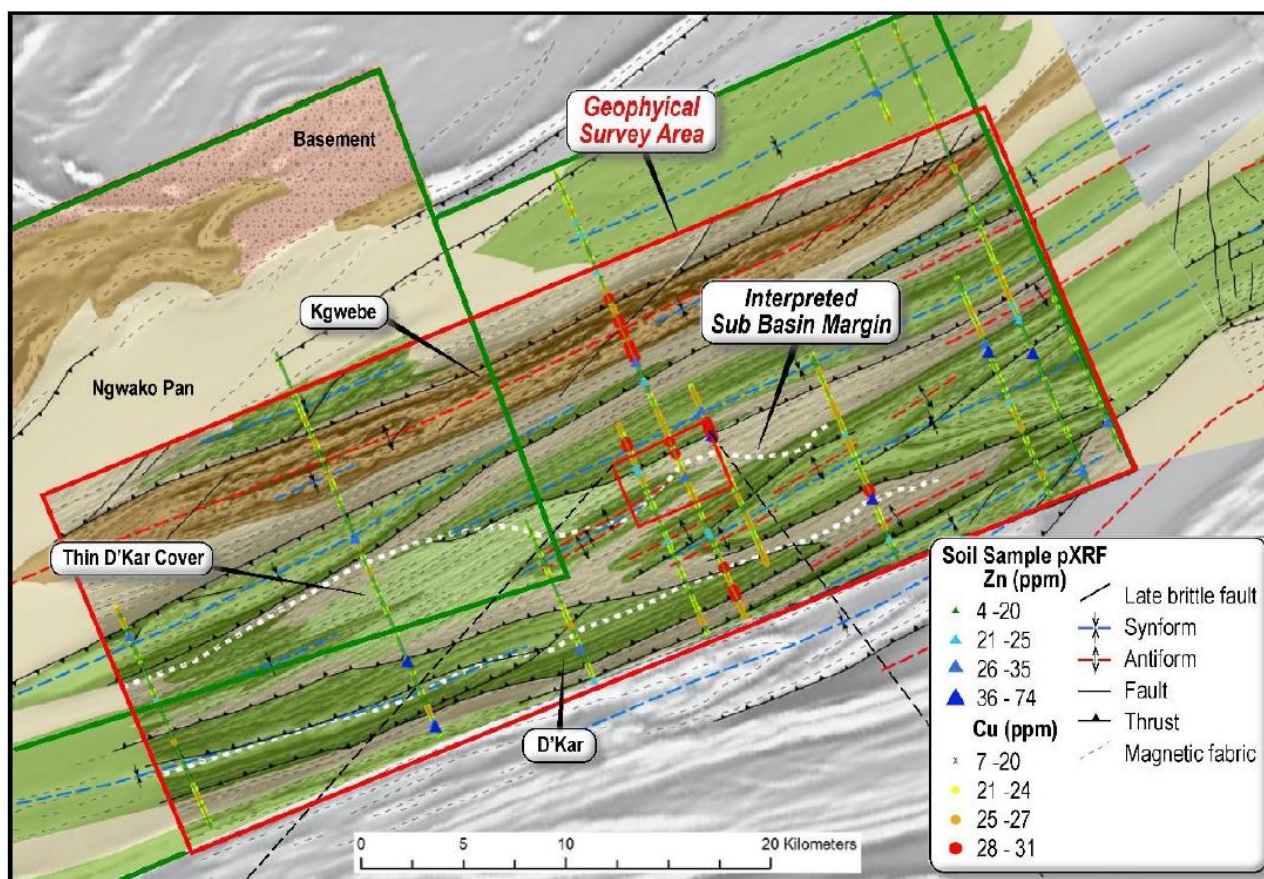 Basement
Geophyical
Survey Area
Kgwebe
Interpreted
Sub Basin Margin
Ngwako Pan
Thin D'Kar Cover
D'Kar
Soil Sample pXRF
Zn (ppm)
4 -20
21 -25
26 -35
36 -74
Cu (ppm)
7 -20
21 -24
25 -27
28 - 31
Late brittle fault
Synform
Antiform
Fault
Thrust
Magnetic fabric
0 5 10 20 Kilometers